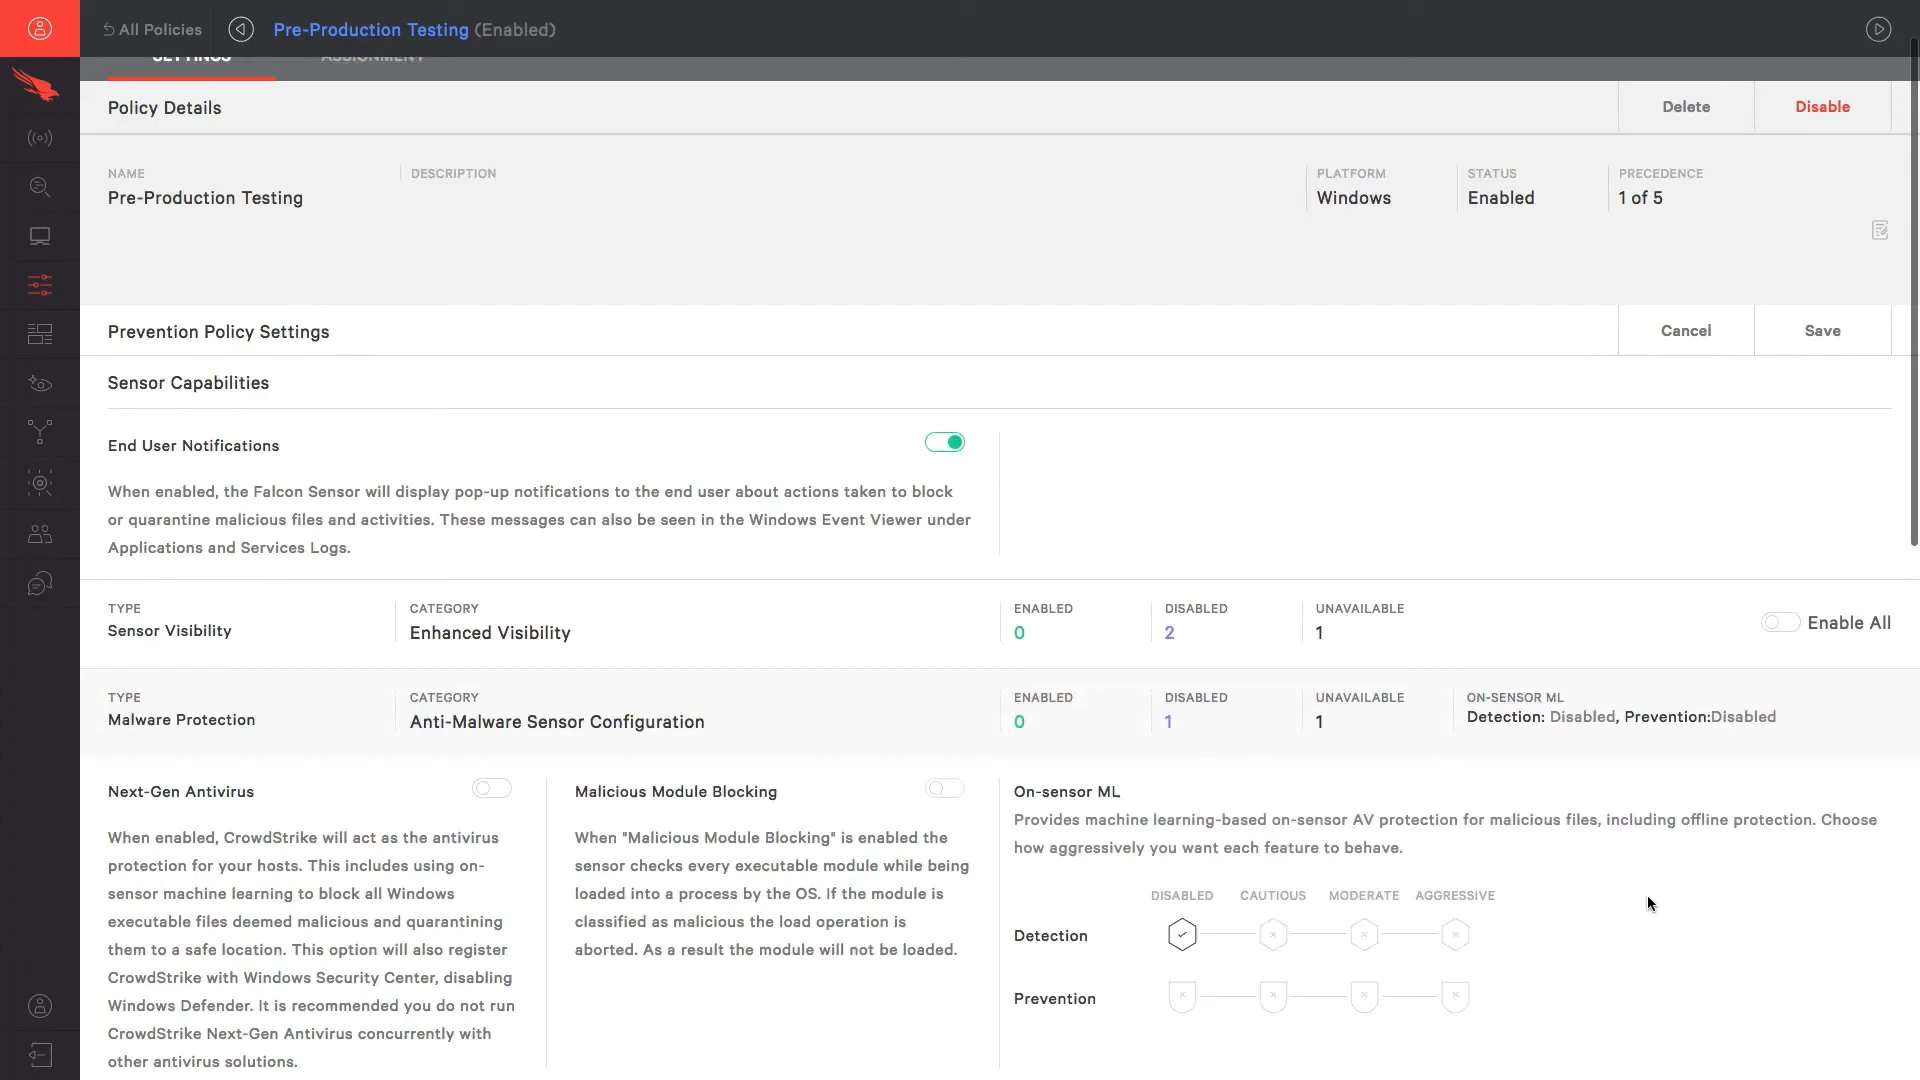 All Policies
Pre-Production Testing (Enabled)
SETTINGS
ASSIGNMENT
Policy Details
Delete
Disable
NAME
Pre-Production Testing
DESCRIPTION
PLATFORM
Windows
STATUS
Enabled
PRECEDENCE
1 of 5
Prevention Policy Settings
Cancel
Save
Sensor Capabilities
End User Notifications
When enabled, the Falcon Sensor will display pop-up notifications to the end user about actions taken to block
or quarantine malicious files and activities. These messages can also be seen in the Windows Event Viewer under
Applications and Services Logs.
TYPE
Sensor Visibility
CATEGORY
Enhanced Visibility
ENABLED
0
DISABLED
2
UNAVAILABLE
1
Enable All
TYPE
Malware Protection
CATEGORY
Anti-Malware Sensor Configuration
ENABLED
0
DISABLED
1
UNAVAILABLE
1
ON-SENSOR ML
Detection: Disabled, Prevention:Disabled
Next-Gen Antivirus
When enabled, CrowdStrike will act as the antivirus
protection for your hosts. This includes using on-
sensor machine learning to block all Windows
executable files deemed malicious and quarantining
them to a safe location. This option will also register
CrowdStrike with Windows Security Center, disabling
Windows Defender. It is recommended you do not run
CrowdStrike Next-Gen Antivirus concurrently with
other antivirus solutions.
Malicious Module Blocking
When "Malicious Module Blocking" is enabled the
sensor checks every executable module while being
loaded into a process by the OS. If the module is
classified as malicious the load operation is
aborted. As a result the module will not be loaded.
On-sensor ML
Provides machine learning-based on-sensor AV protection for malicious files, including offline protection. Choose
how aggressively you want each feature to behave.
DISABLED CAUTIOUS MODERATE AGGRESSIVE
Detection
Prevention